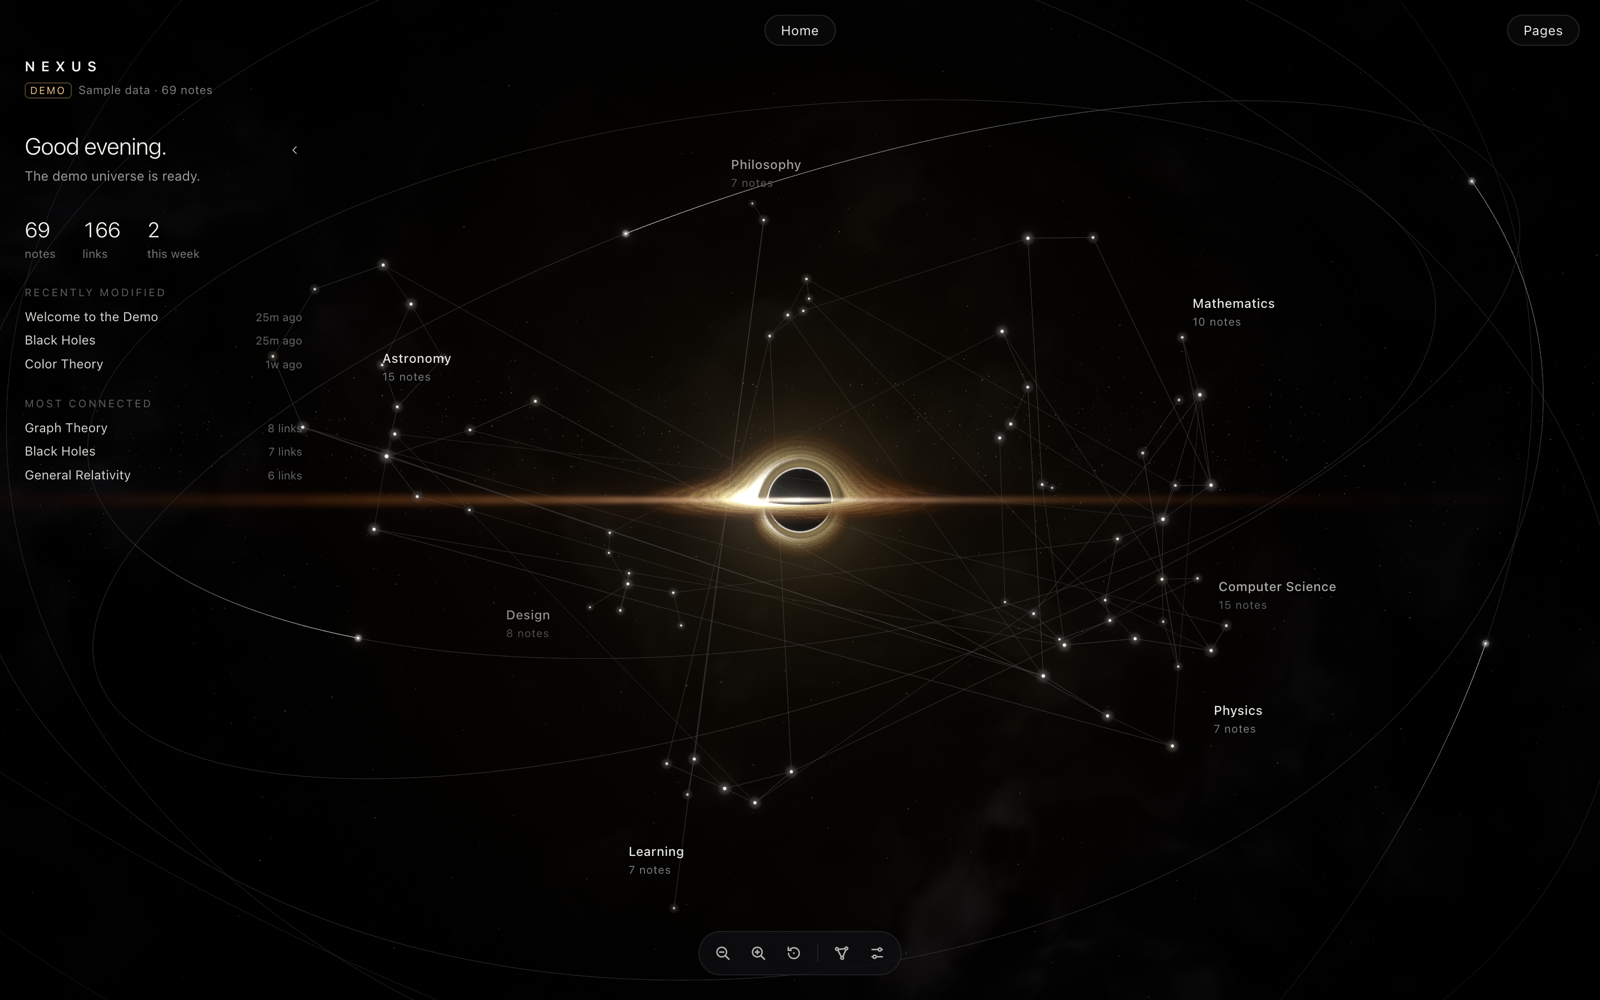 Home
Pages
NEXUS
DEMO Sample data · 69 notes
Good evening.
The demo universe is ready.
69 166 2
notes links this week
RECENTLY MODIFIED
Welcome to the Demo 25m ago
Black Holes 25m ago
Color Theory 1w ago
MOST CONNECTED
Graph Theory 8 links
Black Holes 7 links
General Relativity 6 links
Philosophy
7 notes
Mathematics
10 notes
Astronomy
15 notes
Computer Science
15 notes
Design
8 notes
Physics
7 notes
Learning
7 notes